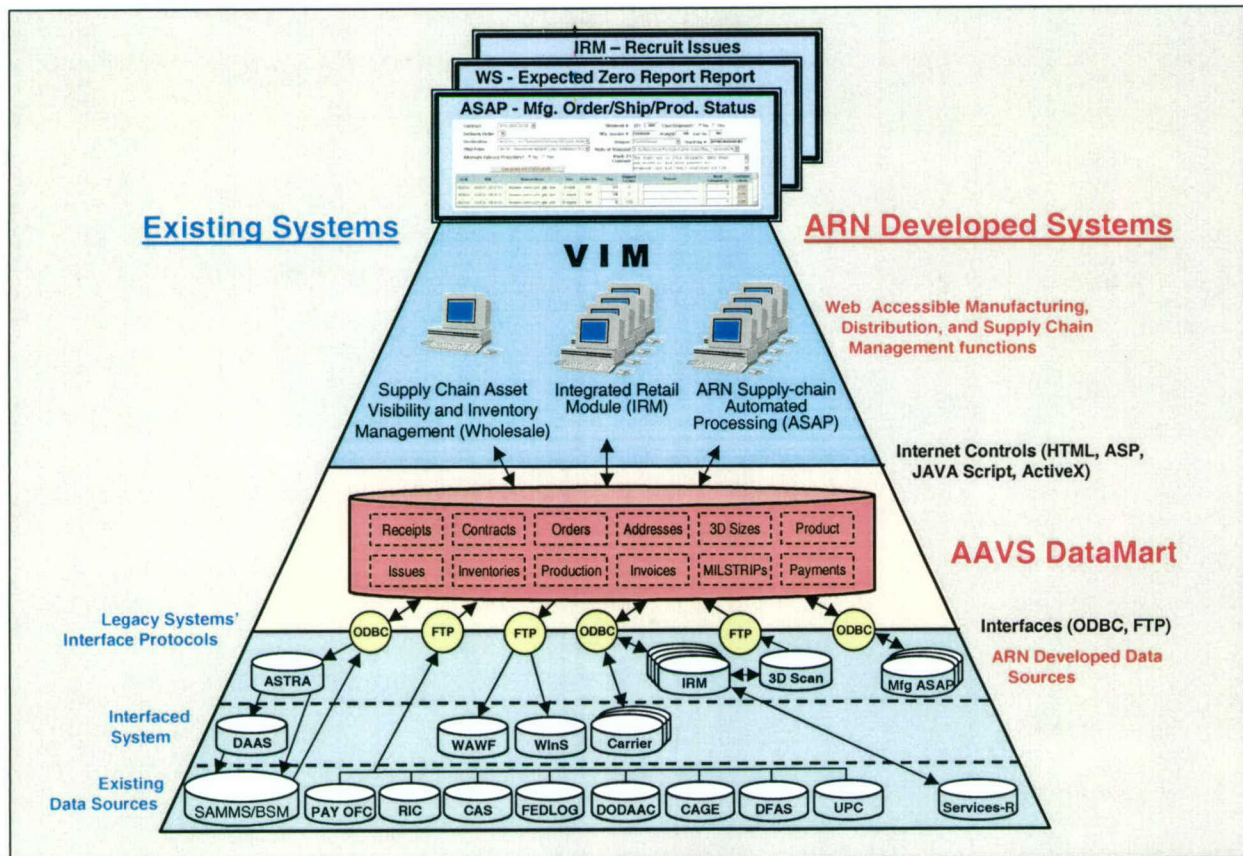 IRM – Recruit Issues
WS - Expected Zero Report Report
ASAP - Mfg. Order/Ship/Prod. Status
Existing Systems
ARN Developed Systems
VIM
Web Accessible Manufacturing,
Distribution, and Supply Chain
Management functions
Supply Chain Asset
Visibility and Inventory
Management (Wholesale)
Integrated Retail
Module (IRM)
ARN Supply-chain
Automated
Processing (ASAP)
Internet Controls (HTML, ASP,
JAVA Script, ActiveX)
Receipts
Contracts
Orders
Addresses
3D Sizes
Product
Issues
Inventories
Production
Invoices
MILSTRIPs
Payments
AAVS DataMart
Legacy Systems'
Interface Protocols
ODBC
FTP
FTP
ODBC
FTP
ODBC
Interfaces (ODBC, FTP)
ARN Developed Data
Sources
ASTRA
IRM
3D Scan
Mfg ASAP
Interfaced
System
DAAS
WAWF
WInS
Carrier
Existing
Data Sources
SAMMS/BSM
PAY OFC
RIC
CAS
FEDLOG
DODAAC
CAGE
DFAS
UPC
Services-R